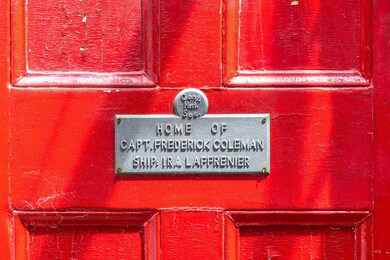 HOME OF
CAPT. FREDERICK COLEMAN
SHIP: IRA LAFFRENIER